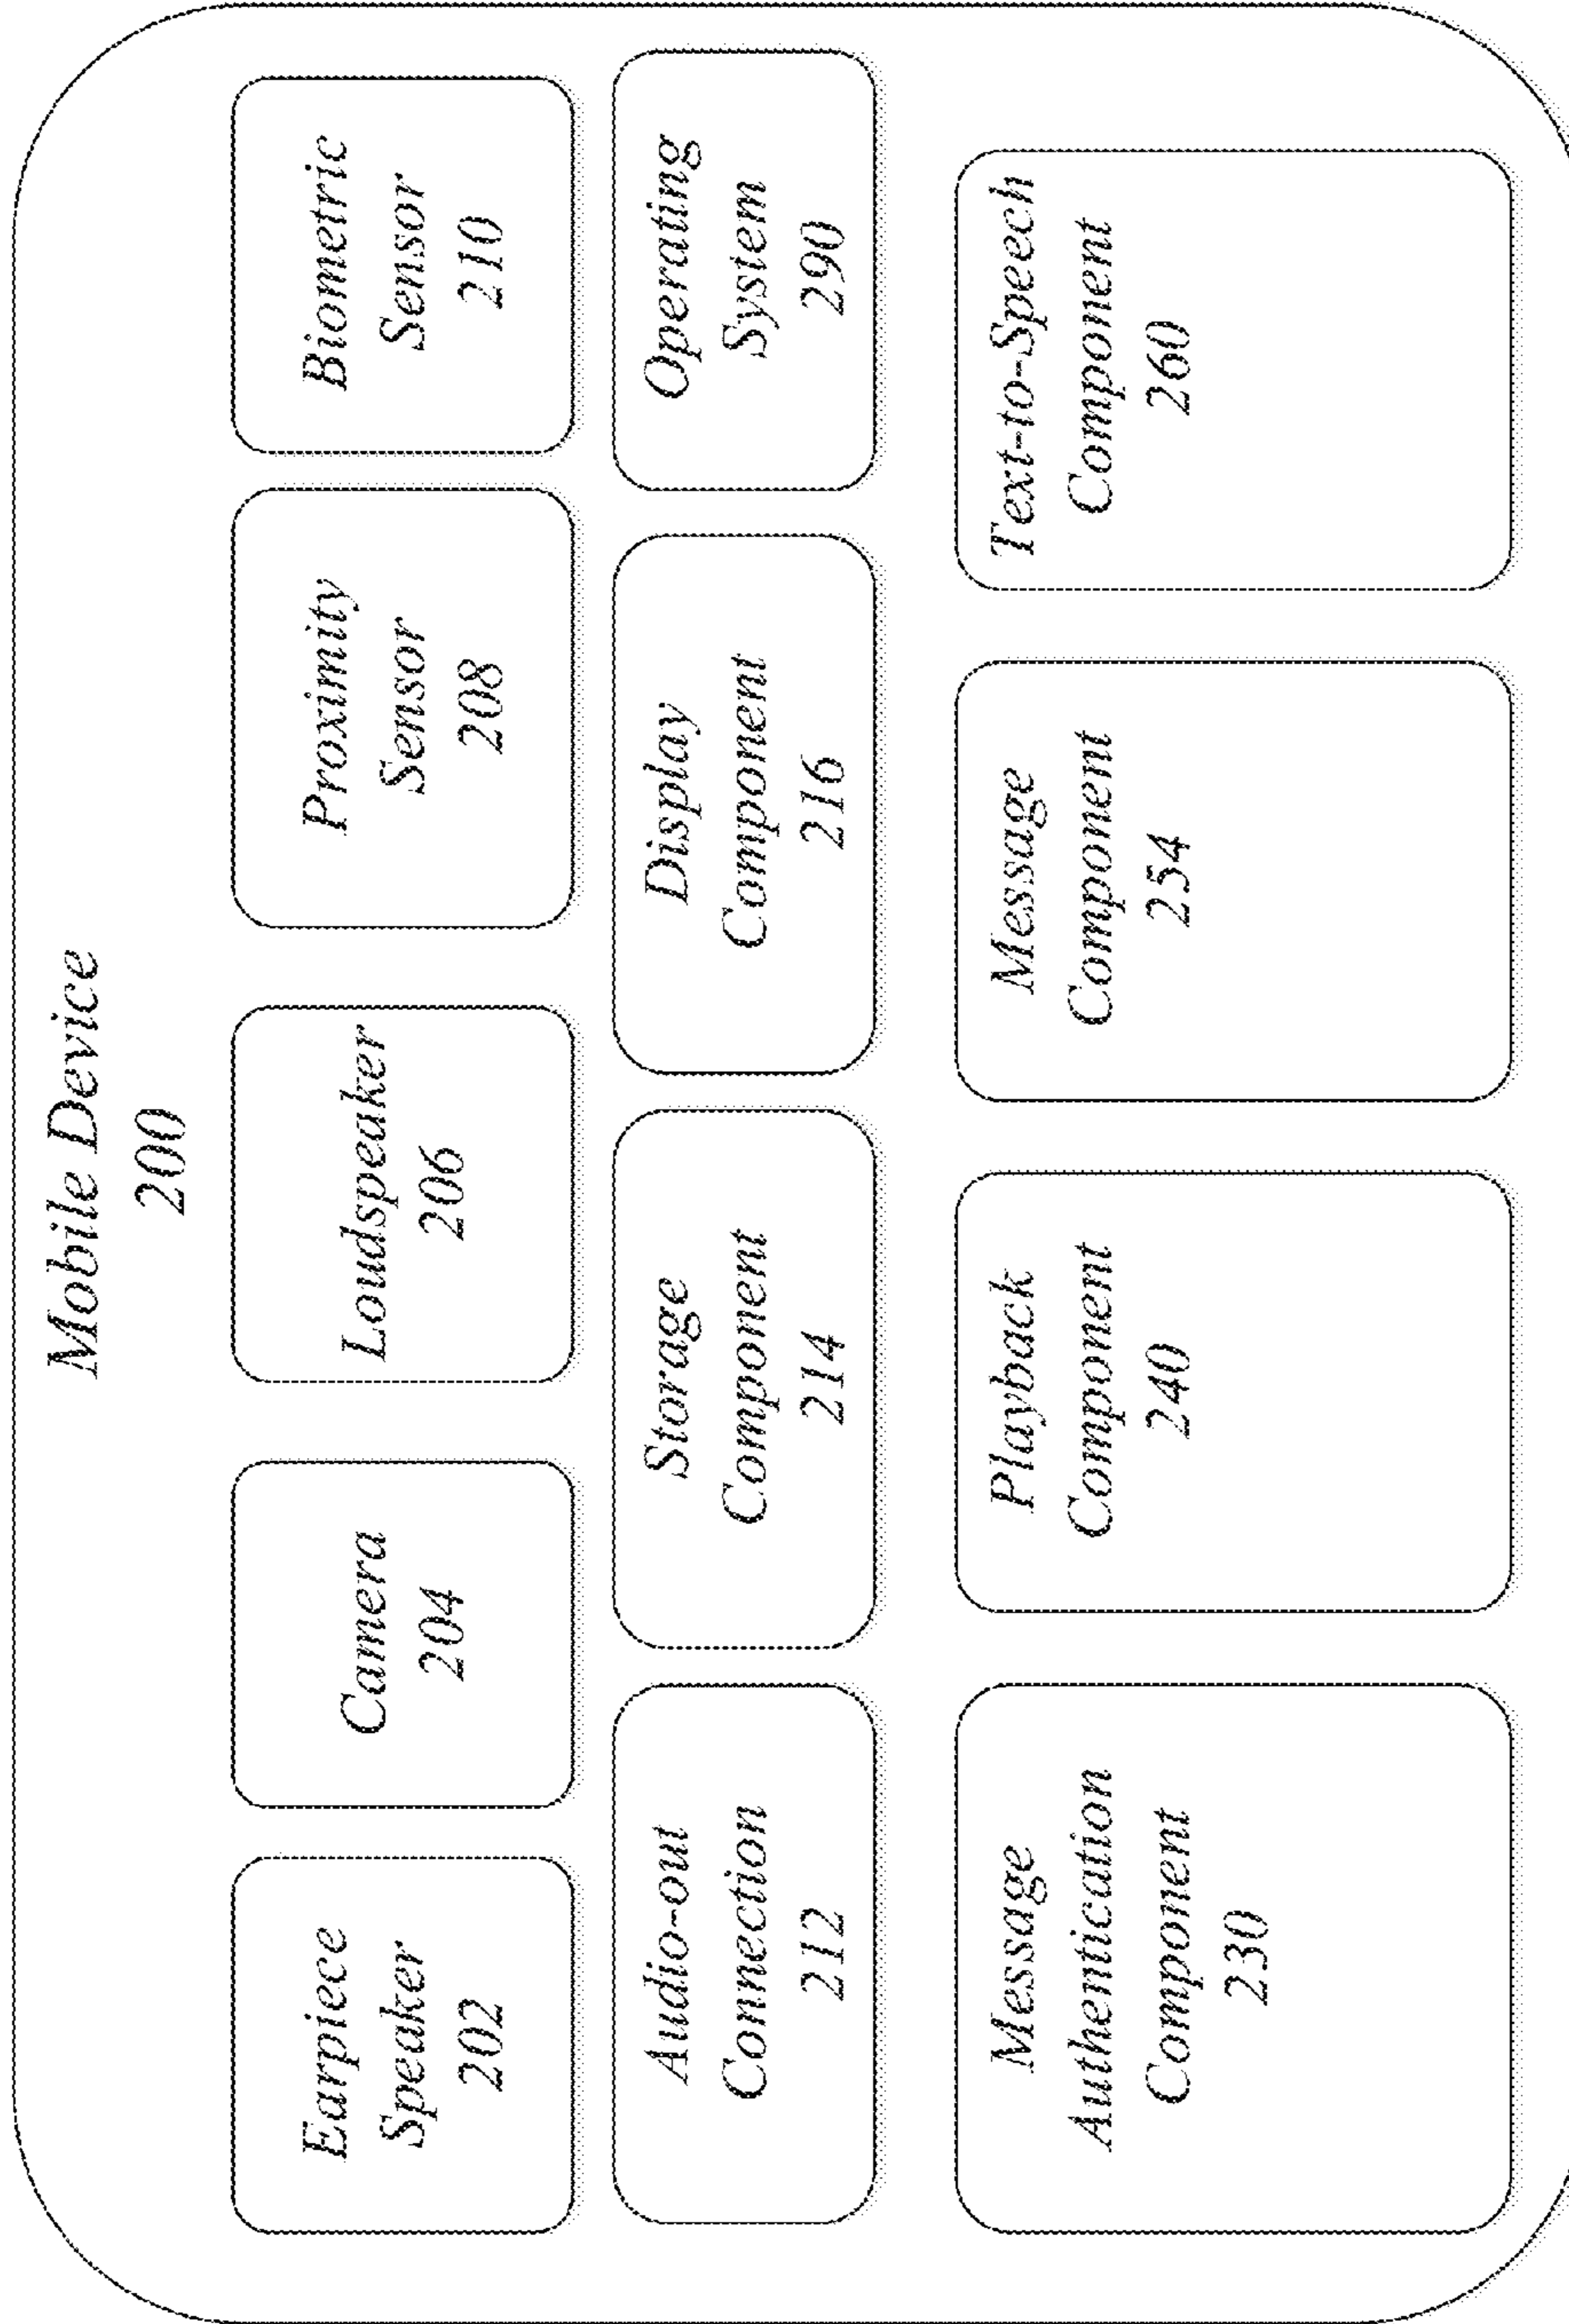 Mobile Device
200
Earpiece
Speaker
202
Camera
204
Loudspeaker
206
Proximity
Sensor
208
Biometric
Sensor
210
Audio-out
Connection
212
Storage
Component
214
Display
Component
216
Operating
System
290
Message
Authentication
Component
230
Playback
Component
240
Message
Component
254
Text-to-Speech
Component
260